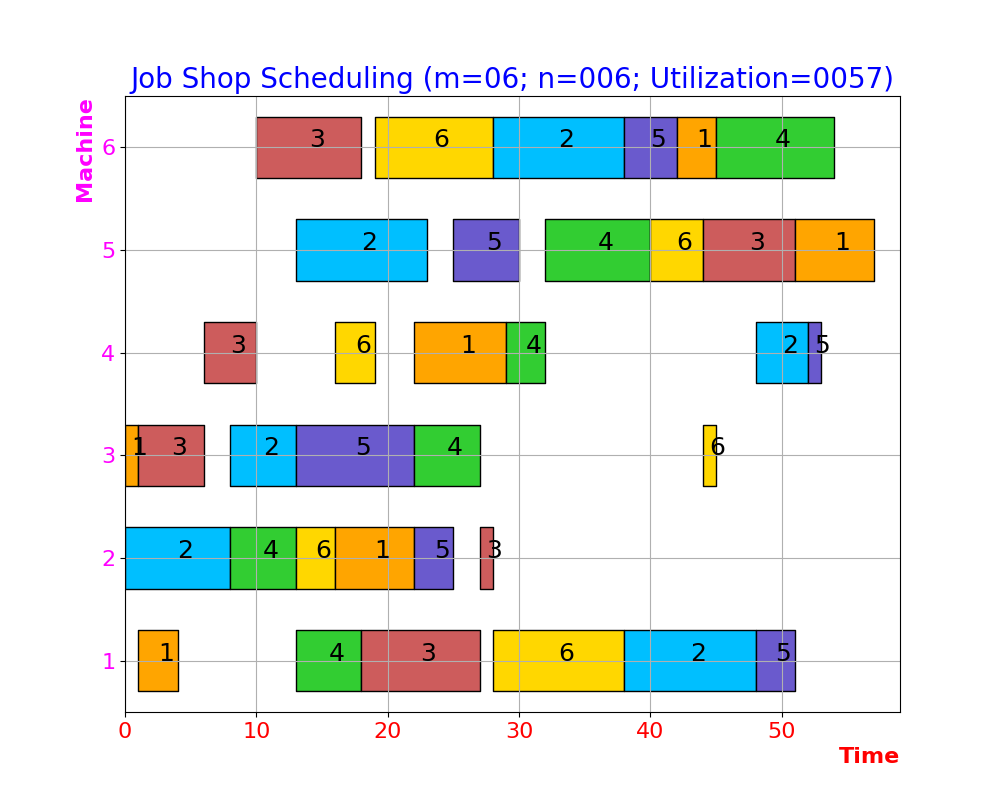 Job Shop Scheduling (m=06; n=006; Utilization=0057)
Machine
6 3 6 2 5 1 4
5 2 5 4 6 3 1
4 3 6 1 4 2 5
3 1 3 2 5 4 6
2 2 4 6 1 5 3
1 1 4 3 6 2 5
0 10 20 30 40 50
Time